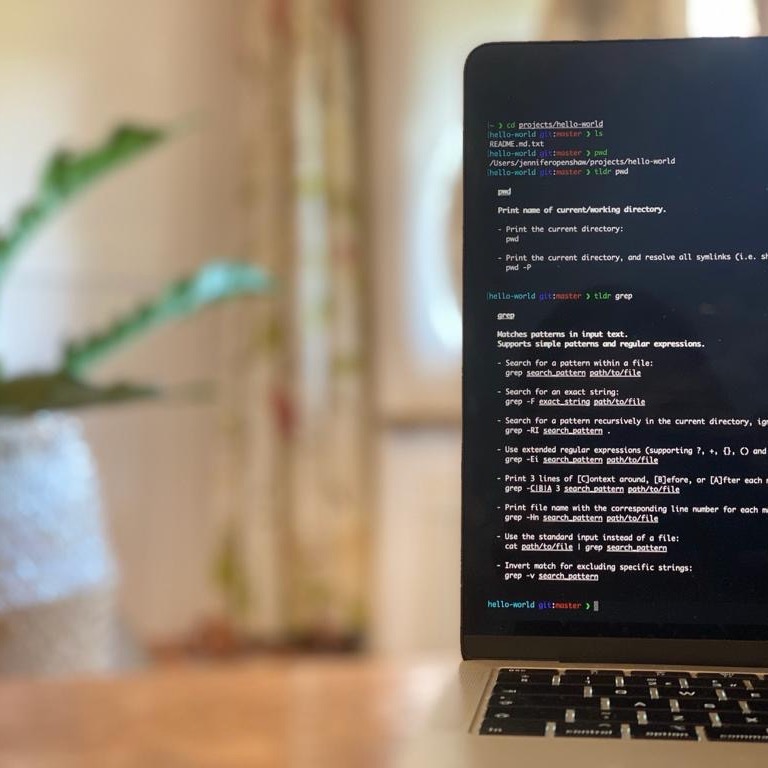 ~ ❯ cd projects/hello-world
hello-world git:master ❯ ls
README.md.txt
hello-world git:master ❯ pwd
/Users/jenniferopenshaw/projects/hello-world
hello-world git:master ❯ tldr pwd
pwd
Print name of current/working directory.
- Print the current directory:
pwd
- Print the current directory, and resolve all symlinks (i.e. sh
pwd -P
hello-world git:master ❯ tldr grep
grep
Matches patterns in input text.
Supports simple patterns and regular expressions.
- Search for a pattern within a file:
grep search_pattern path/to/file
- Search for an exact string:
grep -F exact_string path/to/file
- Search for a pattern recursively in the current directory, ig
grep -RI search_pattern .
- Use extended regular expressions (supporting ?, +, {}, () and
grep -Ei search_pattern path/to/file
- Print 3 lines of [C]ontext around, [B]efore, or [A]fter each
grep -C|B|A 3 search_pattern path/to/file
- Print file name with the corresponding line number for each m
grep -Hn search_pattern path/to/file
- Use the standard input instead of a file:
cat path/to/file | grep search_pattern
- Invert match for excluding specific strings:
grep -v search_pattern
hello-world git:master ❯
control option comma